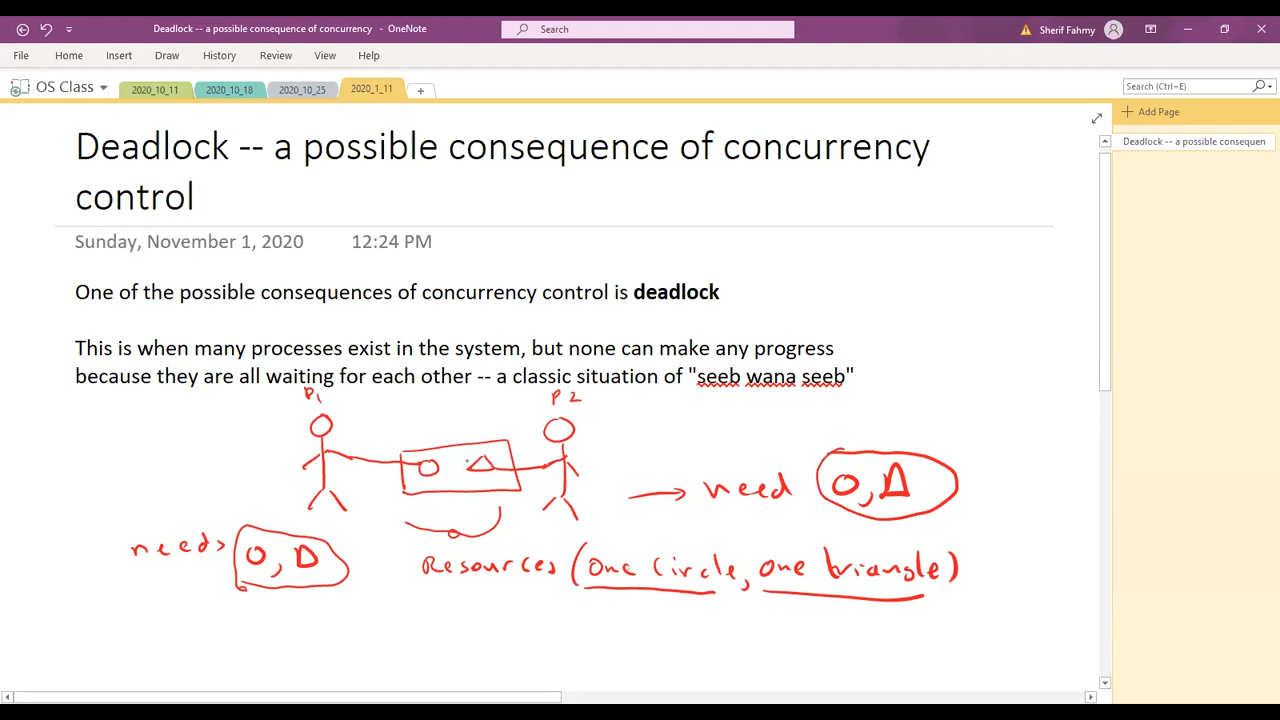 Deadlock -- a possible consequence of concurrency - OneNote
Search
Sherif Fahmy
File Home Insert Draw History Review View Help
OS Class
2020_10_11 2020_10_18 2020_10_25 2020_1_11
Search (Ctrl+E)
Add Page
Deadlock -- a possible consequen
Deadlock -- a possible consequence of concurrency
control
Sunday, November 1, 2020 12:24 PM
One of the possible consequences of concurrency control is deadlock
This is when many processes exist in the system, but none can make any progress
because they are all waiting for each other -- a classic situation of "seeb wana seeb"
P1 P2
need O, Δ
needs O, Δ
Resources (one circle, one triangle)